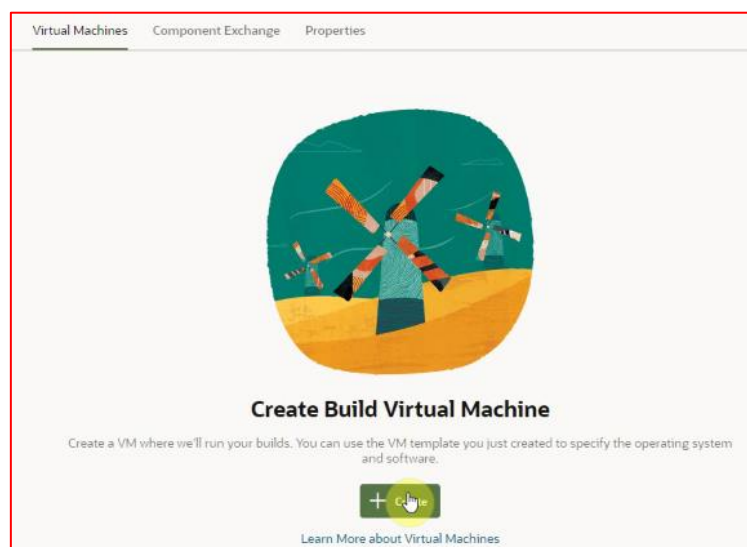 Virtual Machines Component Exchange Properties
Create Build Virtual Machine
Create a VM where we'll run your builds. You can use the VM template you just created to specify the operating system
and software.
+ Create
Learn More about Virtual Machines